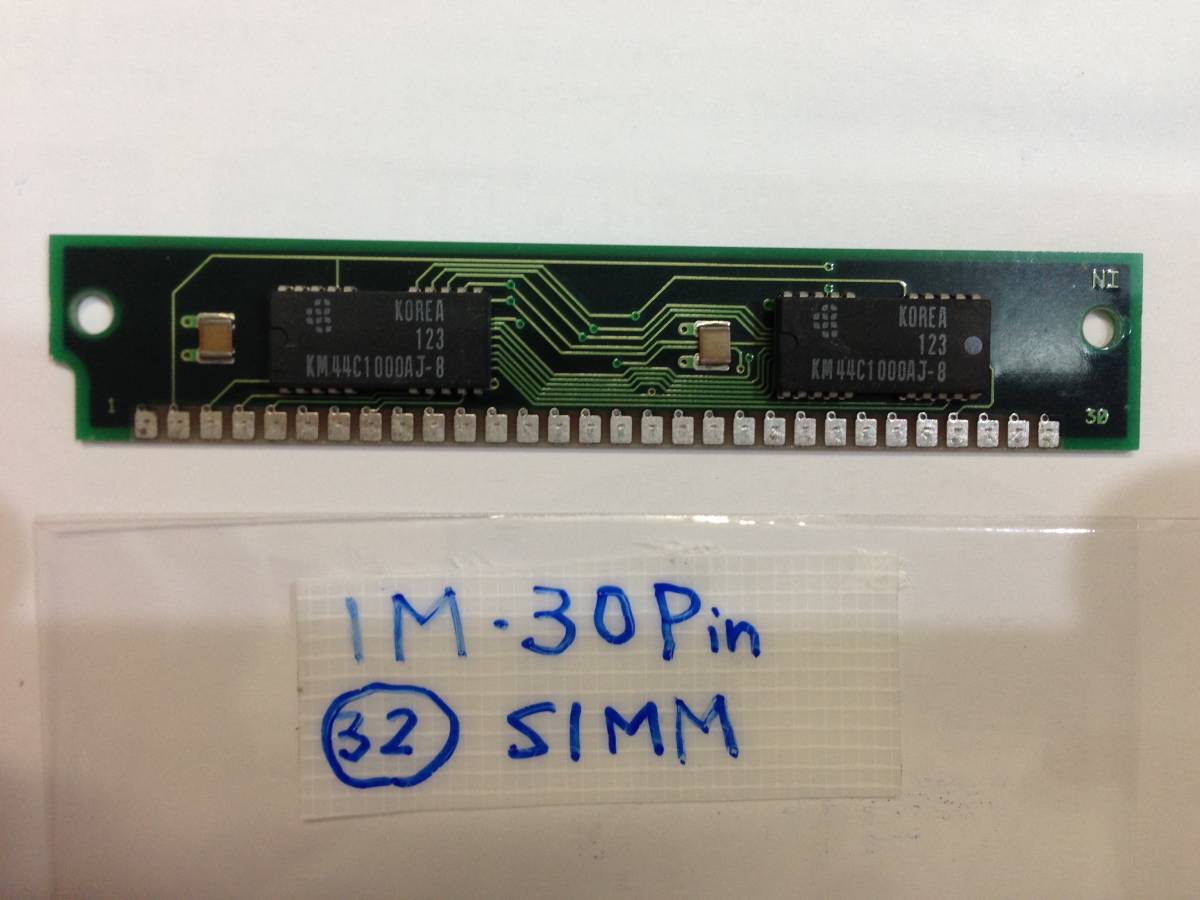 NI
KOREA
123
KM44C1000AJ-8
KOREA
123
KM44C1000AJ-8
1
30
1M·30Pin
32 SIMM